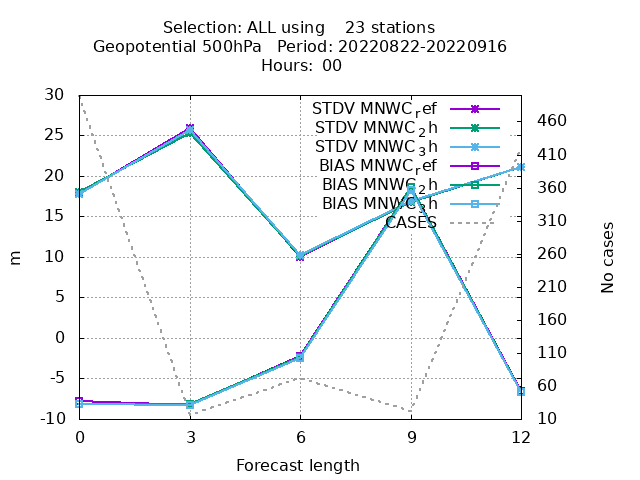 Selection: ALL using    23 stations
Geopotential 500hPa   Period: 20220822-20220916
Hours: 00
30
25
20
15
10
5
0
-5
-10
m
STDV MNWC_ref
STDV MNWC_2h
STDV MNWC_3h
BIAS MNWC_ref
BIAS MNWC_2h
BIAS MNWC_3h
CASES
460
410
360
310
260
210
160
110
60
10
No cases
0 3 6 9 12
Forecast length